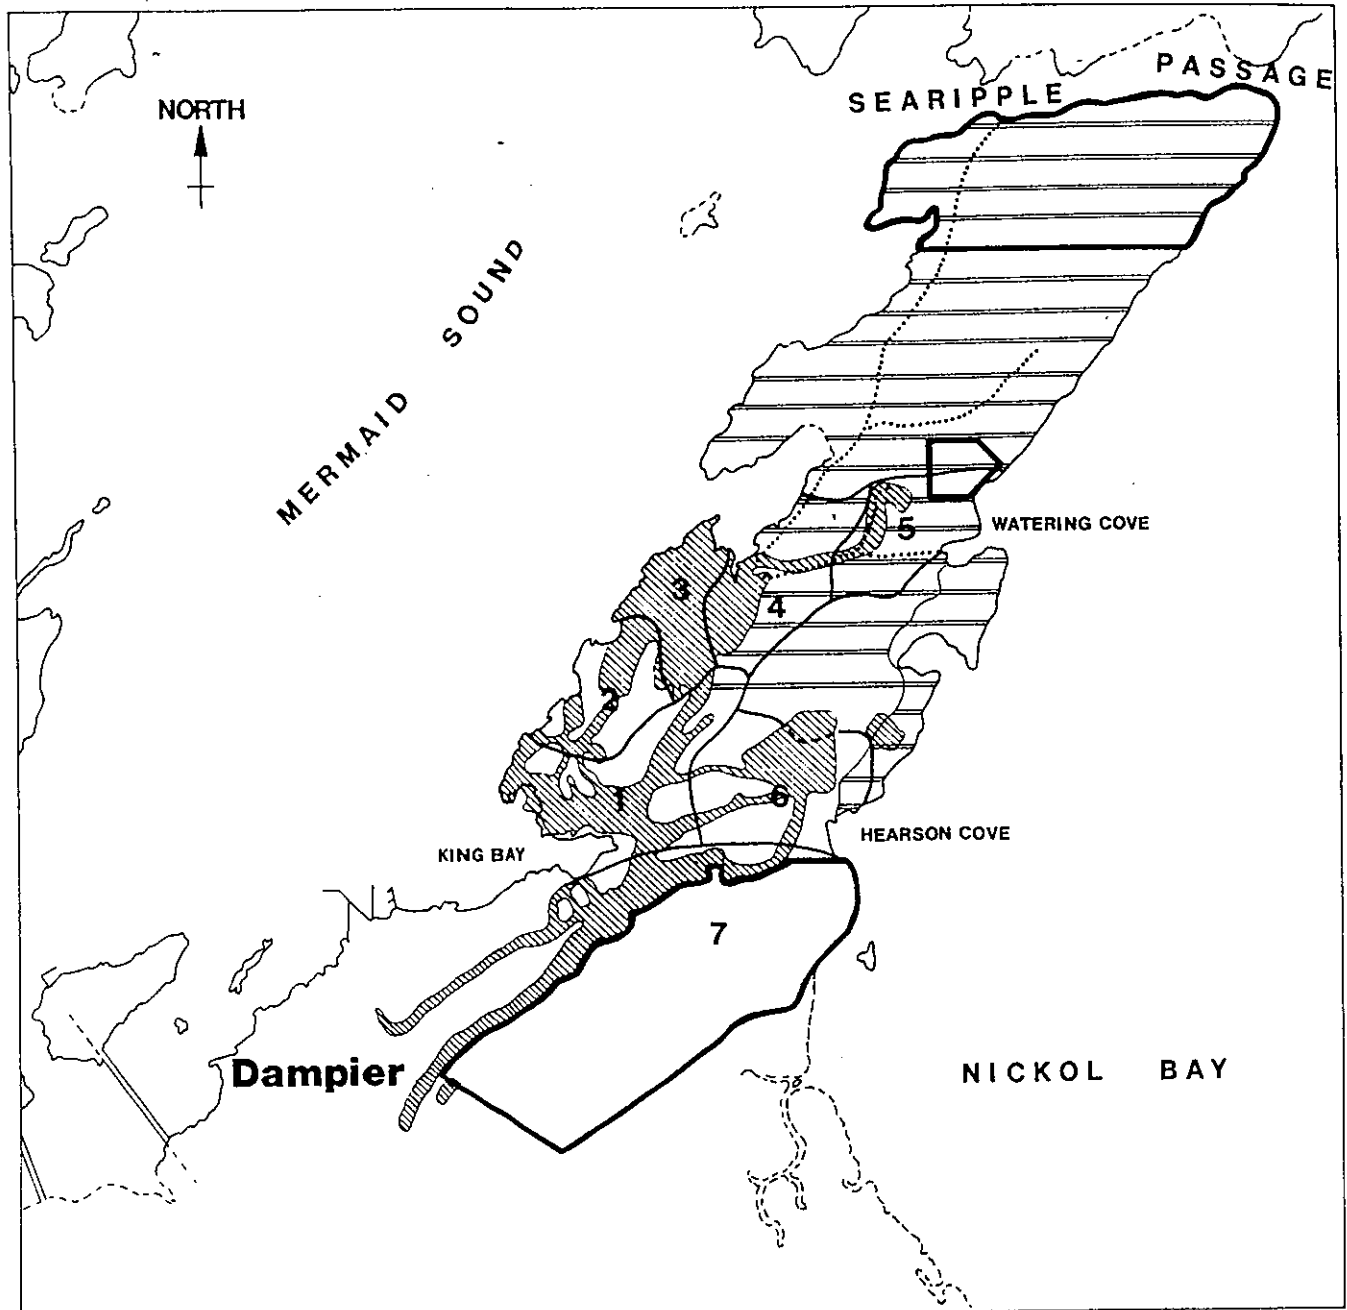 PASSAGE
SEARIPPLE
NORTH
MERMAID SOUND
5
WATERING COVE
3
4
2
1
6
HEARSON COVE
KING BAY
7
Dampier
NICKOL BAY